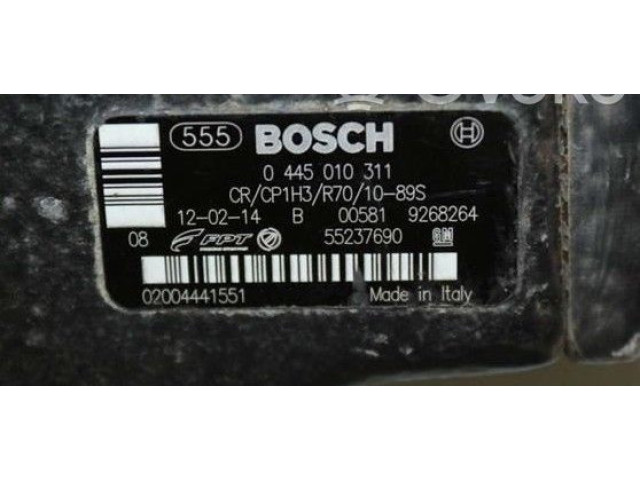 555 BOSCH
0 445 010 311
CR/CP1H3/R70/10-89S
12-02-14 B 00581 9268264
08 FPT 55237690 GM
02004441551 Made in Italy